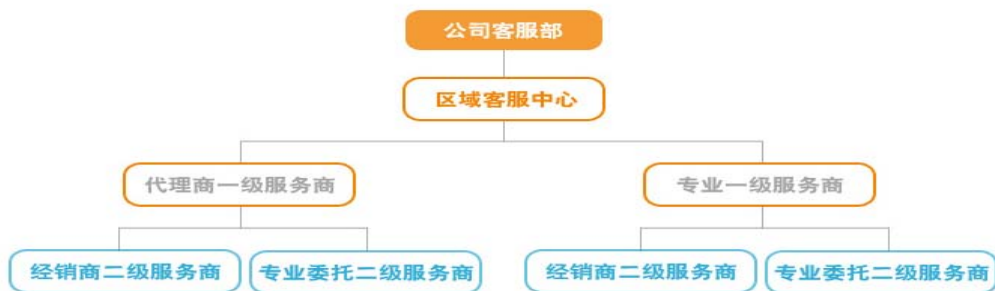 公司客服部
区域客服中心
代理商一级服务商
专业一级服务商
经销商二级服务商
专业委托二级服务商
经销商二级服务商
专业委托二级服务商